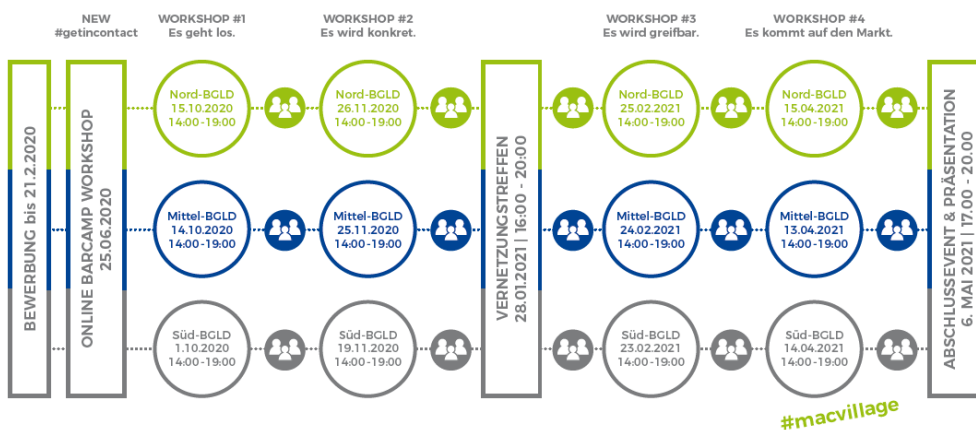 NEW
#getincontact
WORKSHOP #1
Es geht los.
WORKSHOP #2
Es wird konkret.
WORKSHOP #3
Es wird greifbar.
WORKSHOP #4
Es kommt auf den Markt.
BEWERBUNG bis 21.2.2020
ONLINE BARCAMP WORKSHOP
25.06.2020
Nord-BGLD
15.10.2020
14:00-19:00
Nord-BGLD
26.11.2020
14:00-19:00
VERNETZUNGSTREFFEN
28.01.2021 | 16:00 - 20:00
Nord-BGLD
25.02.2021
14:00-19:00
Nord-BGLD
15.04.2021
14:00-19:00
ABSCHLUSSEVENT & PRÄSENTATION
6. MAI 2021 | 17.00 - 20.00
Mittel-BGLD
14.10.2020
14:00-19:00
Mittel-BGLD
25.11.2020
14:00-19:00
Mittel-BGLD
24.02.2021
14:00-19:00
Mittel-BGLD
13.04.2021
14:00-19:00
Süd-BGLD
1.10.2020
14:00-19:00
Süd-BGLD
19.11.2020
14:00-19:00
Süd-BGLD
23.02.2021
14:00-19:00
Süd-BGLD
14.04.2021
14:00-19:00
#macvillage